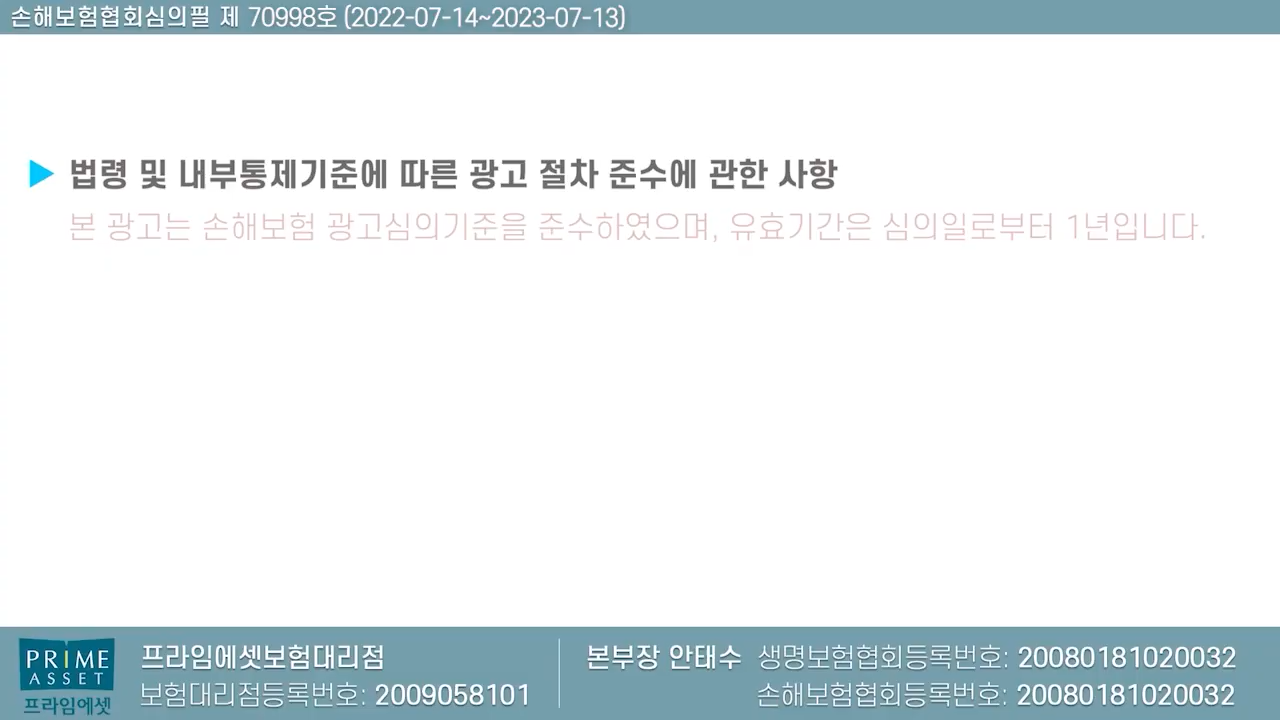 손해보험협회심의필 제 70998호 (2022-07-14~2023-07-13)
▶ 법령 및 내부통제기준에 따른 광고 절차 준수에 관한 사항
본 광고는 손해보험 광고심의기준을 준수하였으며, 유효기간은 심의일로부터 1년입니다.
PRIME
ASSET
프라임에셋
프라임에셋보험대리점
보험대리점등록번호: 2009058101
본부장 안태수 생명보험협회등록번호: 20080181020032
손해보험협회등록번호: 20080181020032